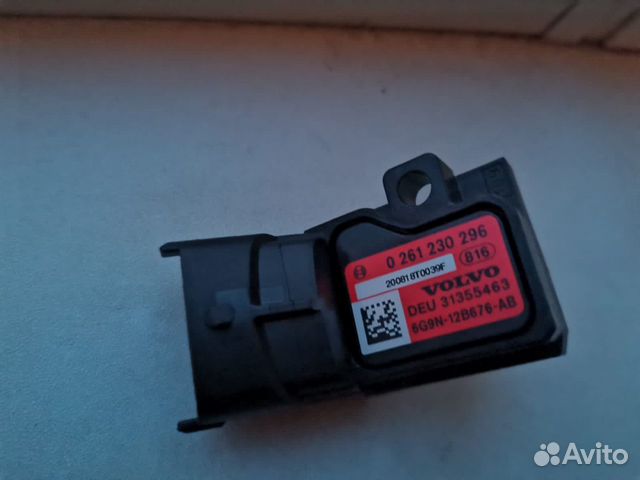 0 261 230 296
200818T0039F
B16
VOLVO
DEU 31355463
6G9N-12B676-AB
Avito